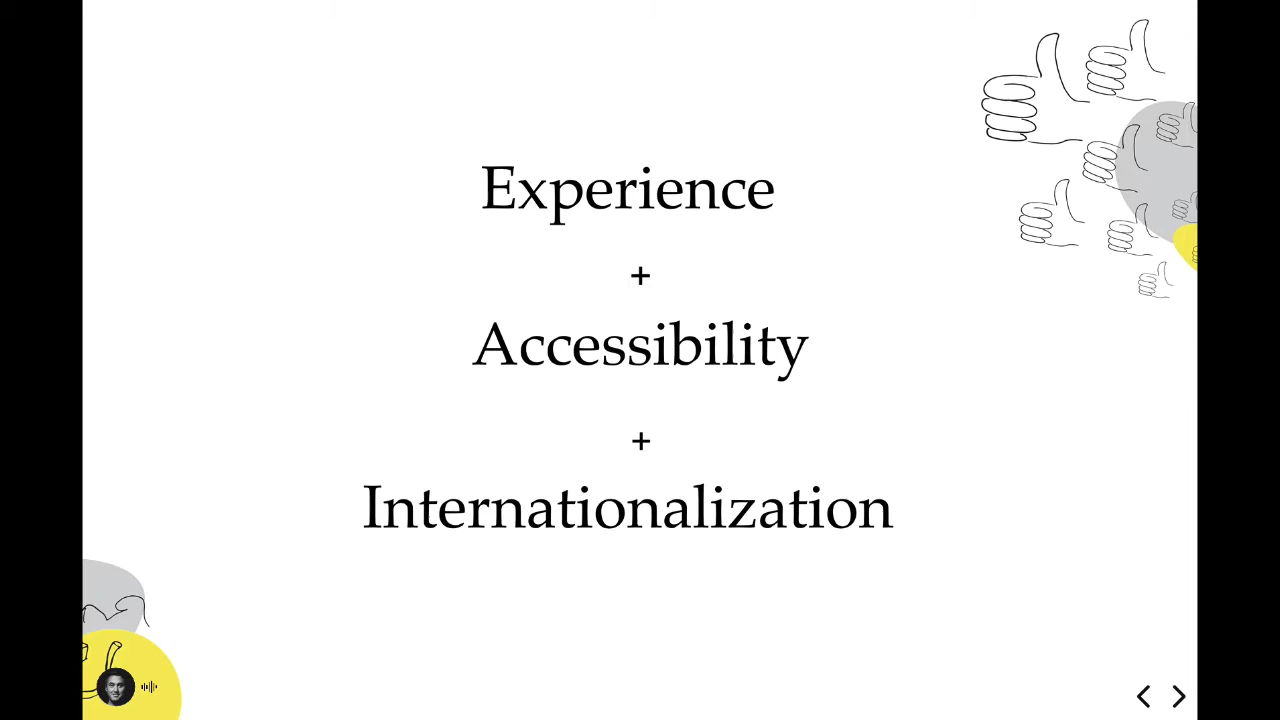 Experience
+
Accessibility
+
Internationalization